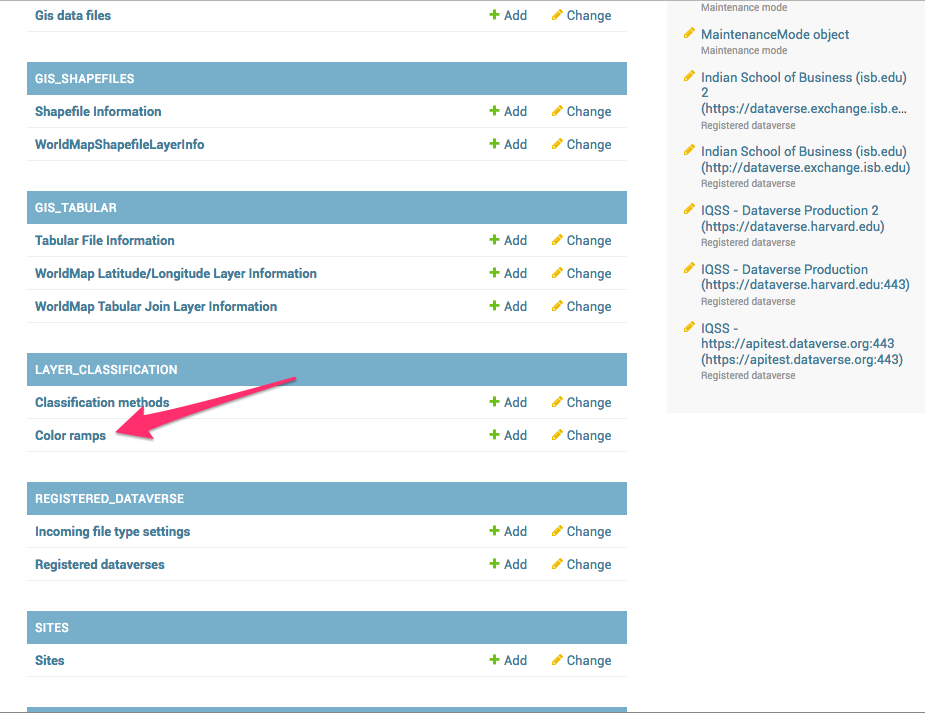 Gis data files Add Change
GIS_SHAPEFILES
Shapefile Information Add Change
WorldMapShapefileLayerInfo Add Change
GIS_TABULAR
Tabular File Information Add Change
WorldMap Latitude/Longitude Layer Information Add Change
WorldMap Tabular Join Layer Information Add Change
LAYER_CLASSIFICATION
Classification methods Add Change
Color ramps Add Change
REGISTERED_DATAVERSE
Incoming file type settings Add Change
Registered dataverses Add Change
SITES
Sites Add Change
Maintenance mode
MaintenanceMode object
Maintenance mode
Indian School of Business (isb.edu)
2
(https://dataverse.exchange.isb.e...
Registered dataverse
Indian School of Business (isb.edu)
(http://dataverse.exchange.isb.edu)
Registered dataverse
IQSS - Dataverse Production 2
(https://dataverse.harvard.edu)
Registered dataverse
IQSS - Dataverse Production
(https://dataverse.harvard.edu:443)
Registered dataverse
IQSS -
https://apitest.dataverse.org:443
(https://apitest.dataverse.org:443)
Registered dataverse